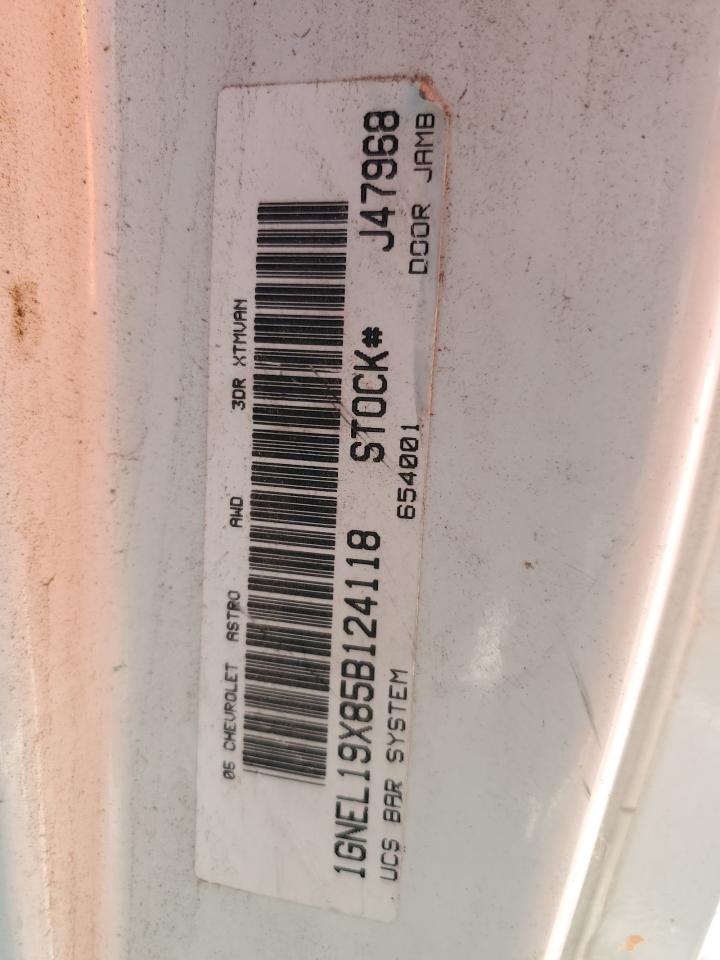 05 CHEVROLET ASTRO AWD 3DR XTMVAN
1GNEL19X85B124118 STOCK# J47968
UCS BAR SYSTEM 654001 DOOR JAMB